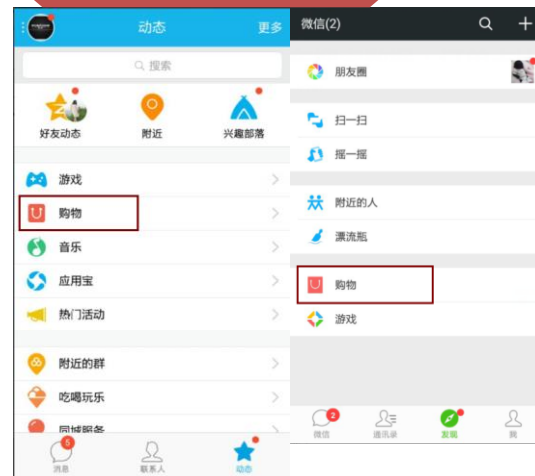 动态
更多
搜索
好友动态
附近
兴趣部落
游戏
购物
音乐
应用宝
热门活动
附近的群
吃喝玩乐
同城服务
5
消息
联系人
动态
微信(2)
朋友圈
扫一扫
摇一摇
附近的人
漂流瓶
购物
游戏
2
微信
通讯录
发现
我